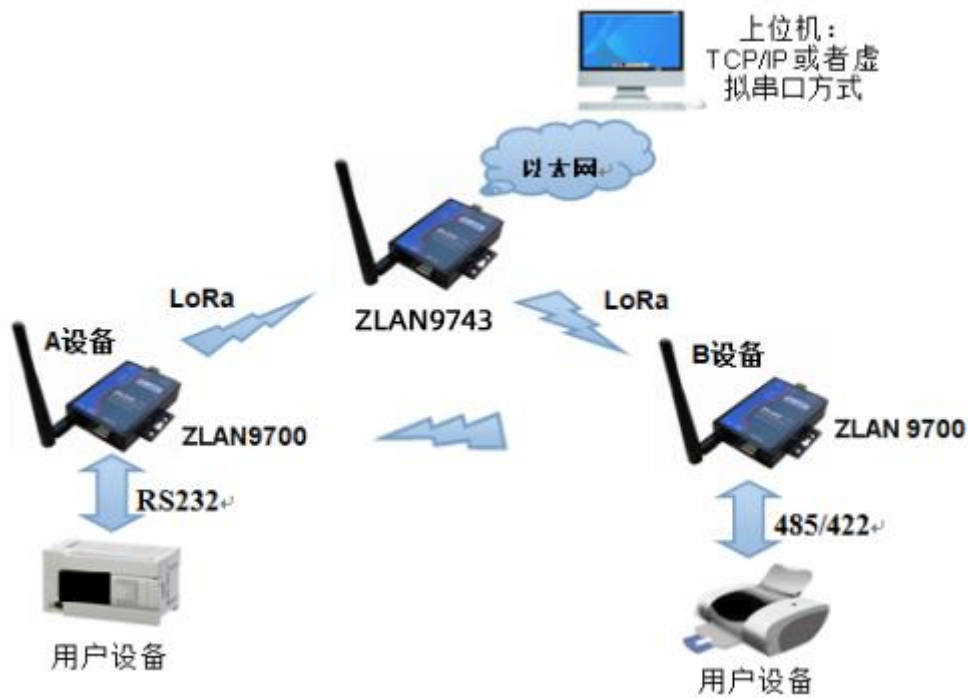 上位机：
TCP/IP 或者虚
拟串口方式
以太网
LoRa
LoRa
ZLAN9743
A设备
B设备
ZLAN9700
ZLAN 9700
RS232
485/422
用户设备
用户设备